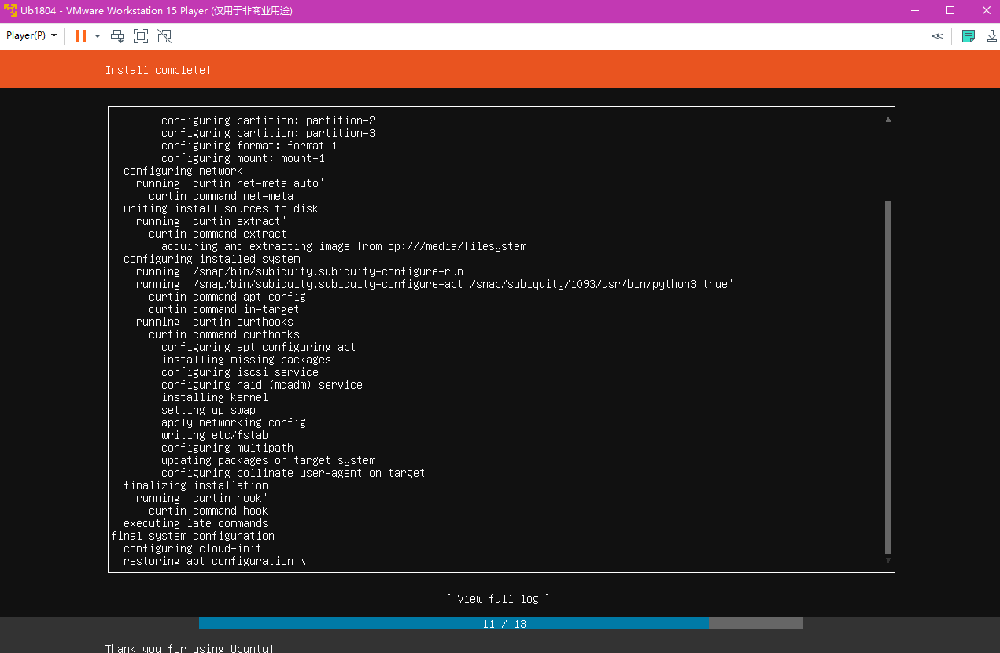 Ub1804 - VMware Workstation 15 Player (仅用于非商业用途)
Player(P)
Install complete!
configuring partition: partition-2
configuring partition: partition-3
configuring format: format-1
configuring mount: mount-1
configuring network
running 'curtin net-meta auto'
curtin command net-meta
writing install sources to disk
running 'curtin extract'
curtin command extract
acquiring and extracting image from cp:///media/filesystem
configuring installed system
running '/snap/bin/subiquity.subiquity-configure-run'
running '/snap/bin/subiquity.subiquity-configure-apt /snap/subiquity/1093/usr/bin/python3 true'
curtin command apt-config
curtin command in-target
running 'curtin curthooks'
curtin command curthooks
configuring apt configuring apt
installing missing packages
configuring iscsi service
configuring raid (mdadm) service
installing kernel
setting up swap
apply networking config
writing etc/fstab
configuring multipath
updating packages on target system
configuring pollinate user-agent on target
finalizing installation
running 'curtin hook'
curtin command hook
executing late commands
final system configuration
configuring cloud-init
restoring apt configuration \
[ View full log ]
11 / 13
Thank you for using Ubuntu!